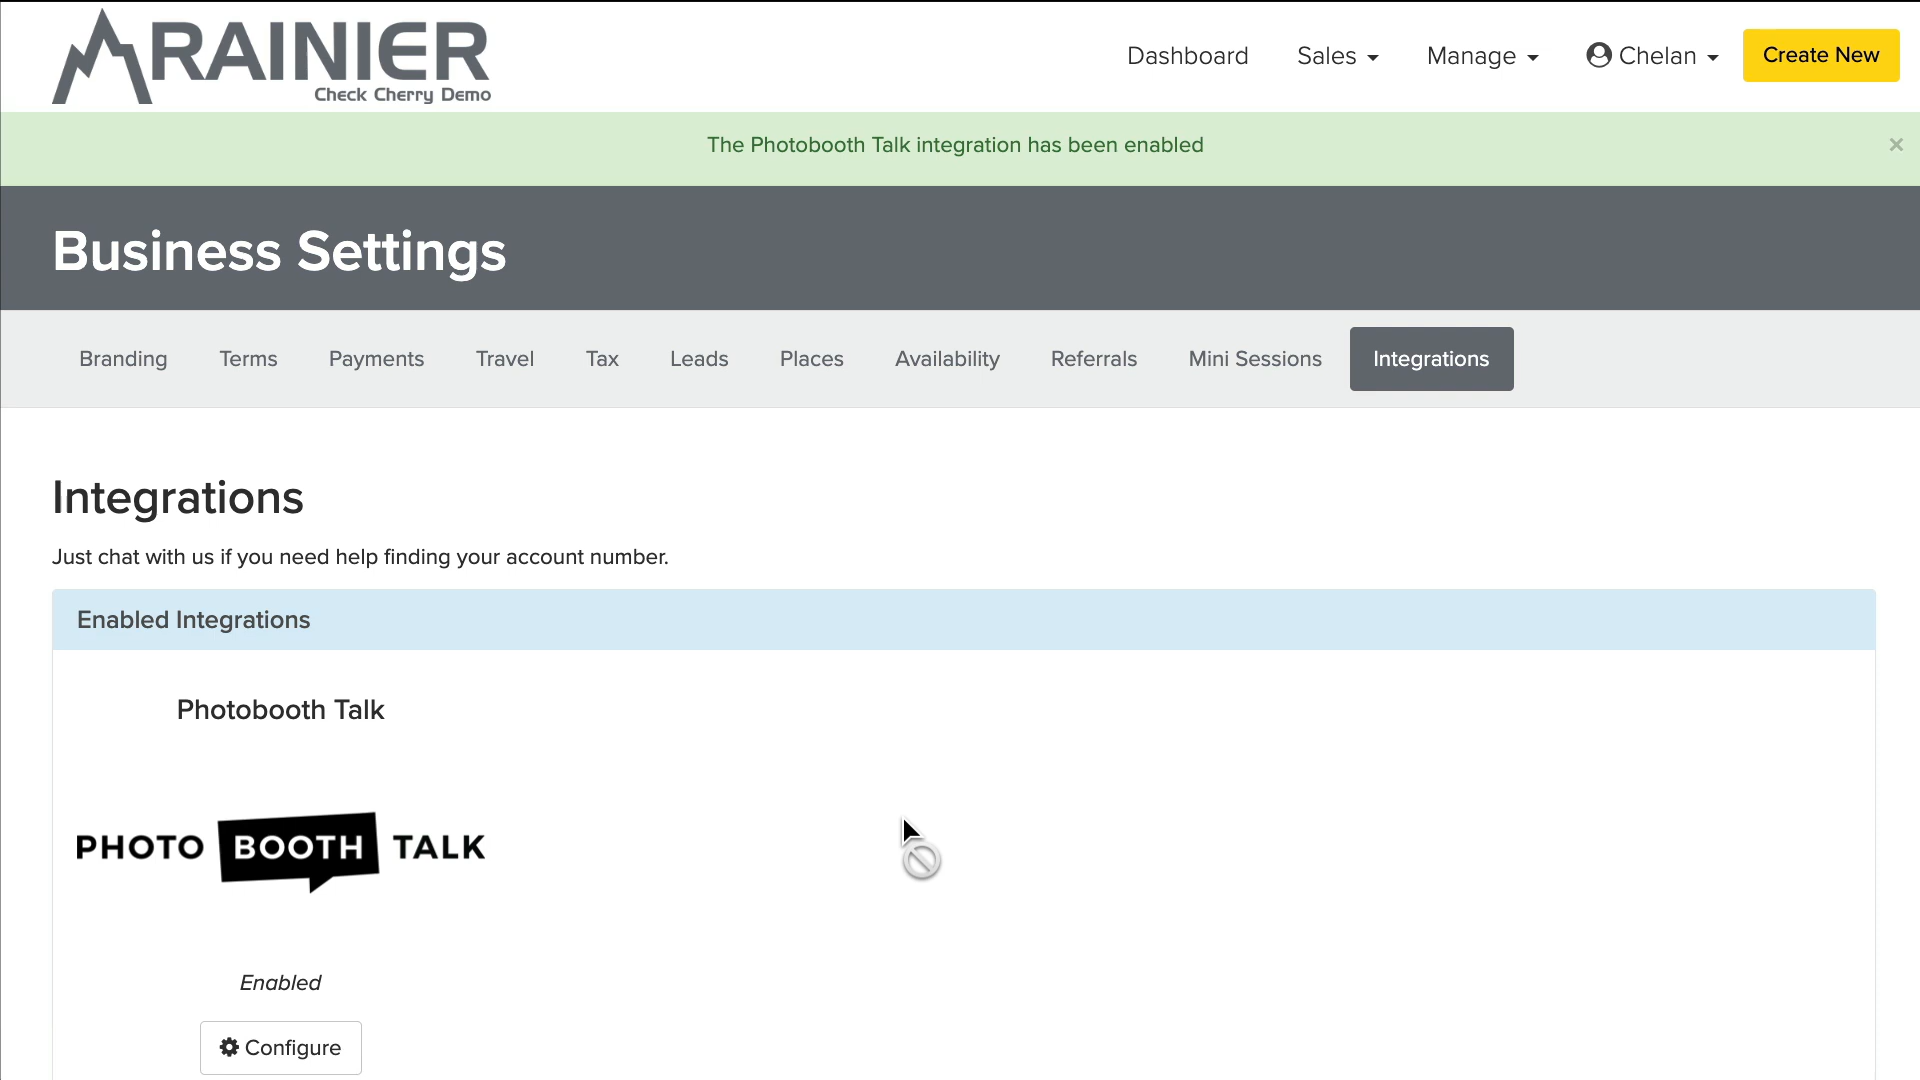 RAINIER
Check Cherry Demo
Dashboard Sales Manage Chelan Create New
The Photobooth Talk integration has been enabled ×
Business Settings
Branding Terms Payments Travel Tax Leads Places Availability Referrals Mini Sessions Integrations
Integrations
Just chat with us if you need help finding your account number.
Enabled Integrations
Photobooth Talk
PHOTO BOOTH TALK
Enabled
Configure